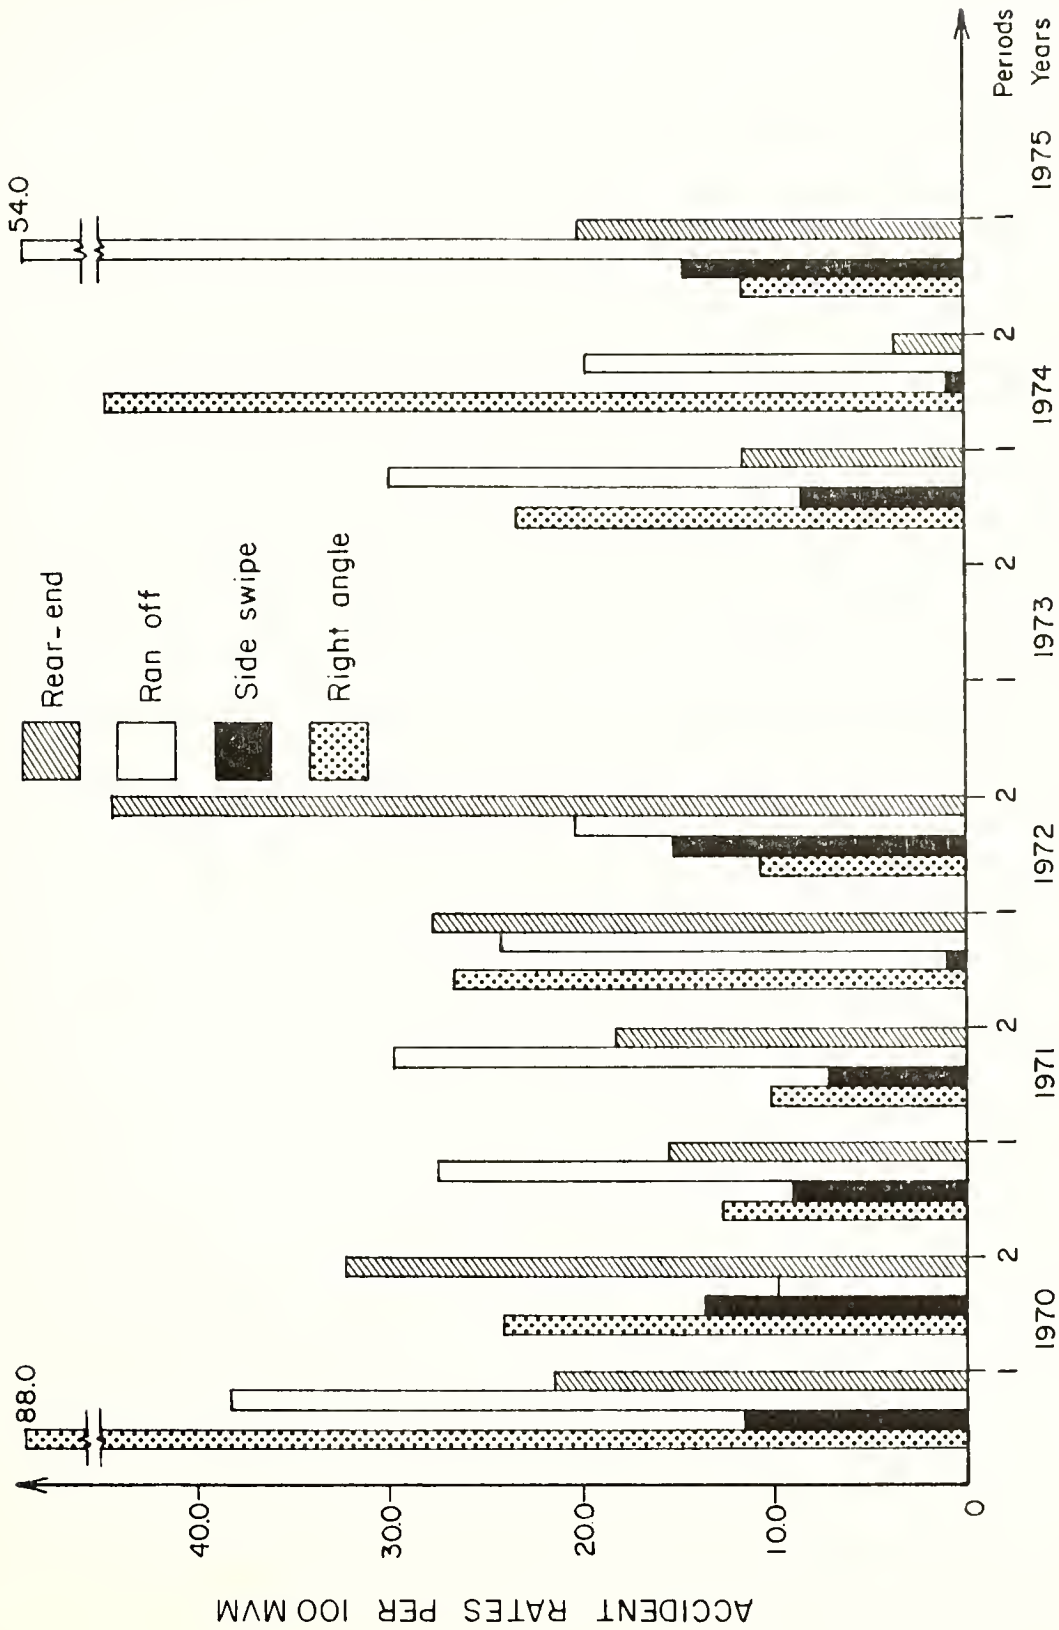 ACCIDENT RATES PER 100 MVM
40.0
30.0
20.0
10.0
0
88.0
54.0
Rear-end
Ran off
Side swipe
Right angle
1 2 1 2 1 2 1 2 1 2 1 Periods
1970 1971 1972 1973 1974 1975 Years